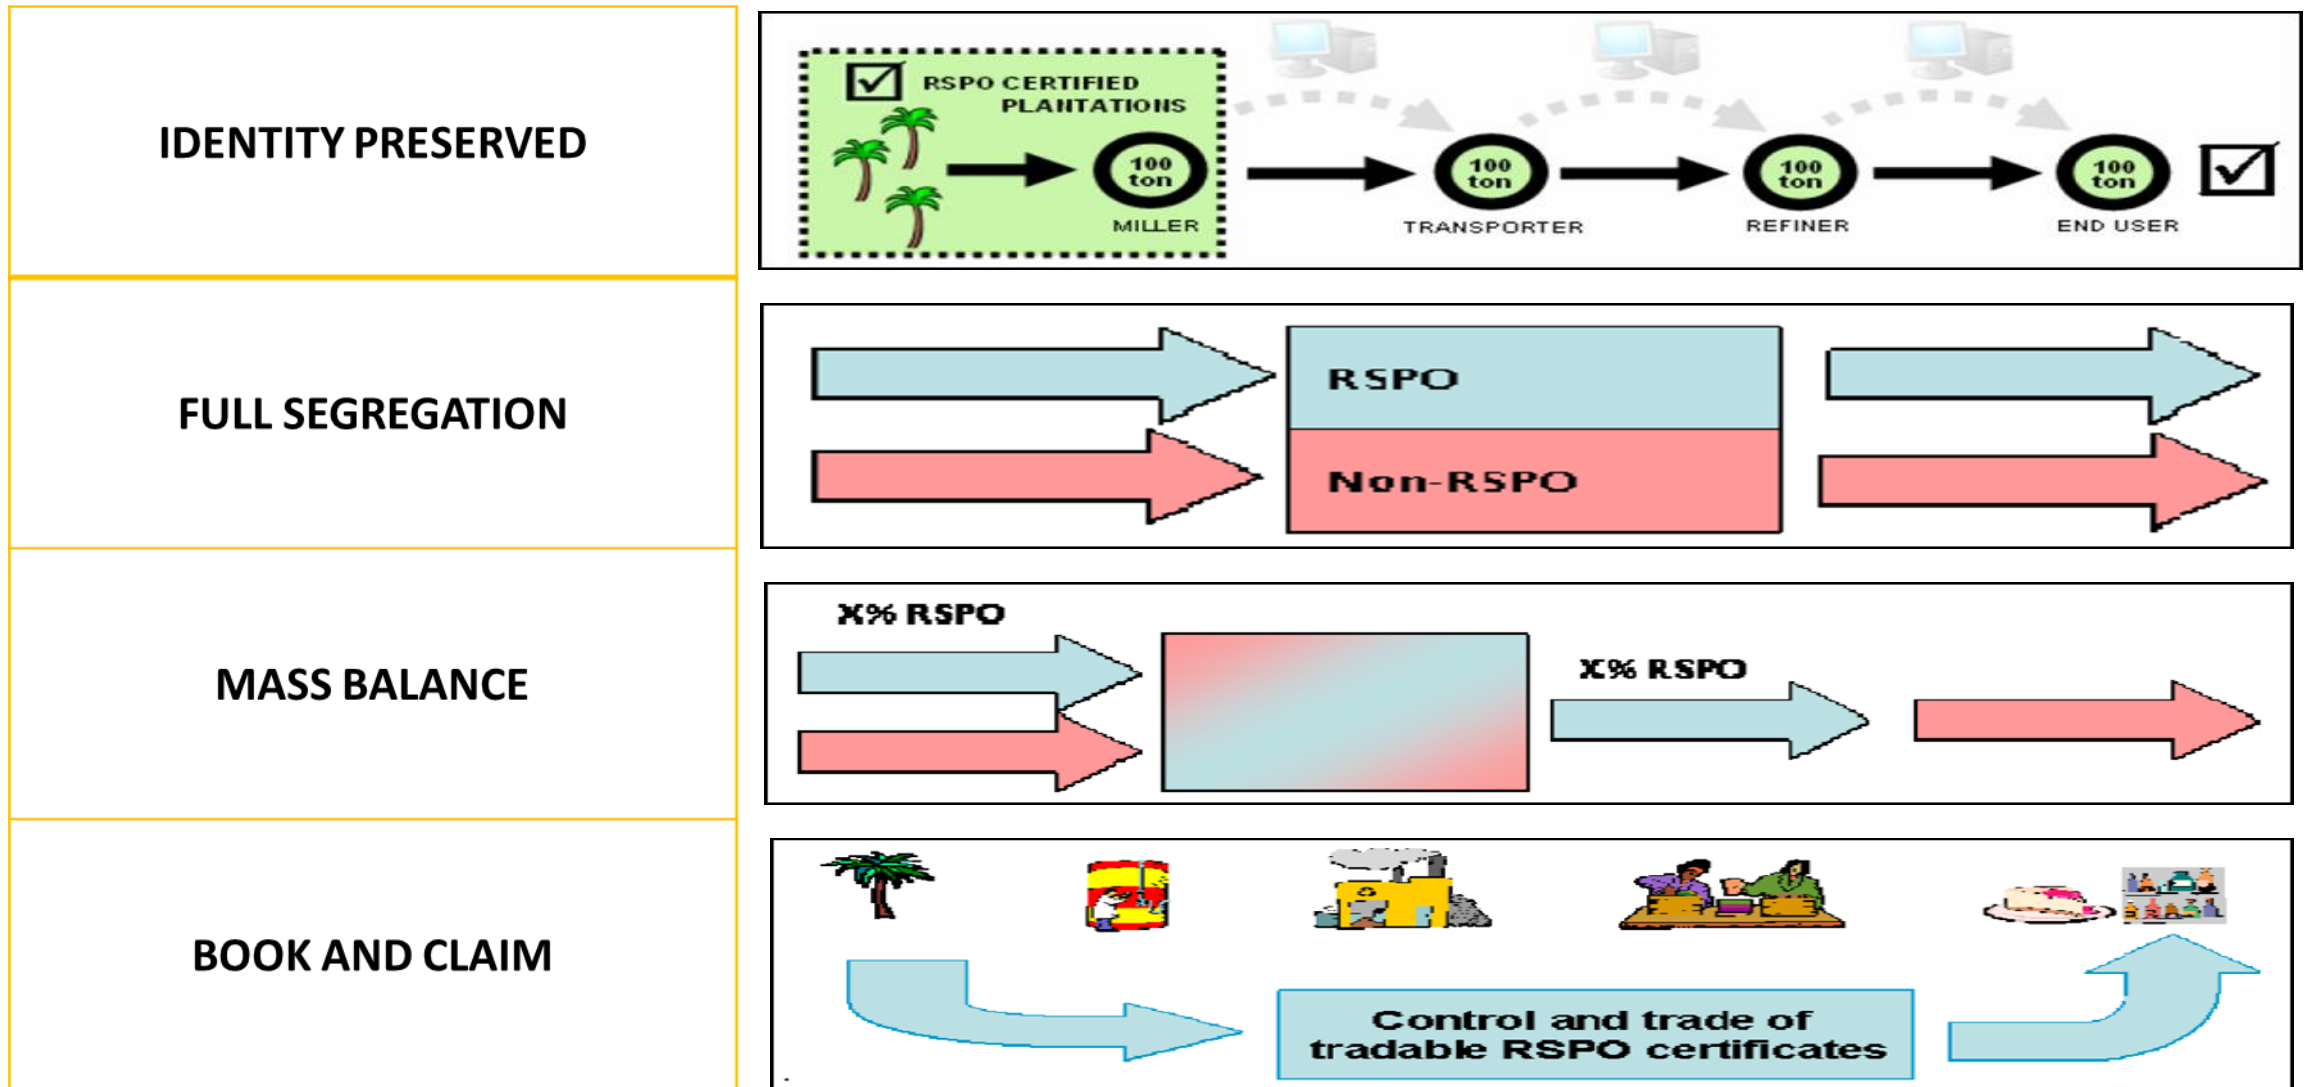 IDENTITY PRESERVED
RSPO CERTIFIED
PLANTATIONS
100
ton
MILLER
100
ton
TRANSPORTER
100
ton
REFINER
100
ton
END USER
FULL SEGREGATION
RSPO
Non-RSPO
MASS BALANCE
X% RSPO
X% RSPO
BOOK AND CLAIM
Control and trade of
tradable RSPO certificates